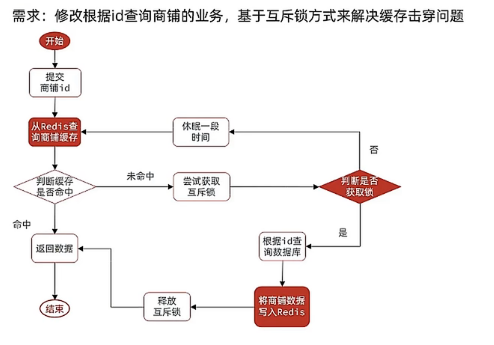 需求：修改根据id查询商铺的业务，基于互斥锁方式来解决缓存击穿问题
开始
提交
商铺id
从Redis查
询商铺缓存
休眠一段
时间
否
判断缓存
是否命中
未命中
尝试获取
互斥锁
判断是否
获取锁
命中
是
返回数据
根据id查
询数据库
结束
释放
互斥锁
将商铺数据
写入Redis